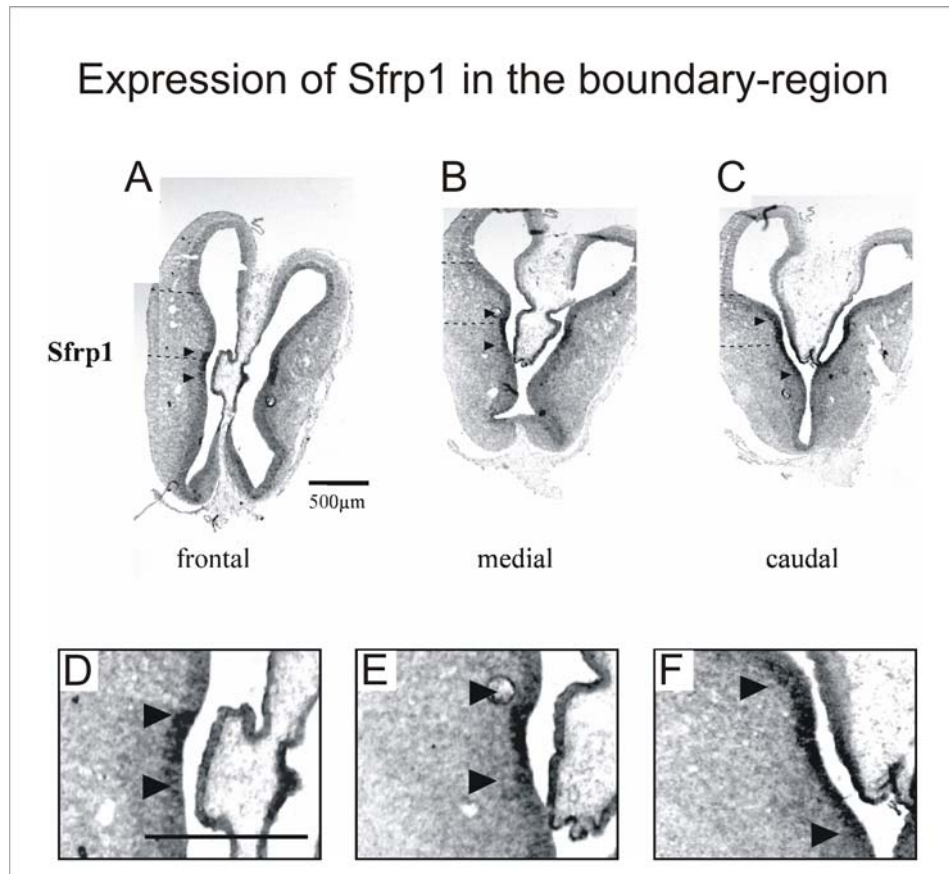 Expression of Sfrp1 in the boundary-region
A B C
Sfrp1
500µm
frontal medial caudal
D E F